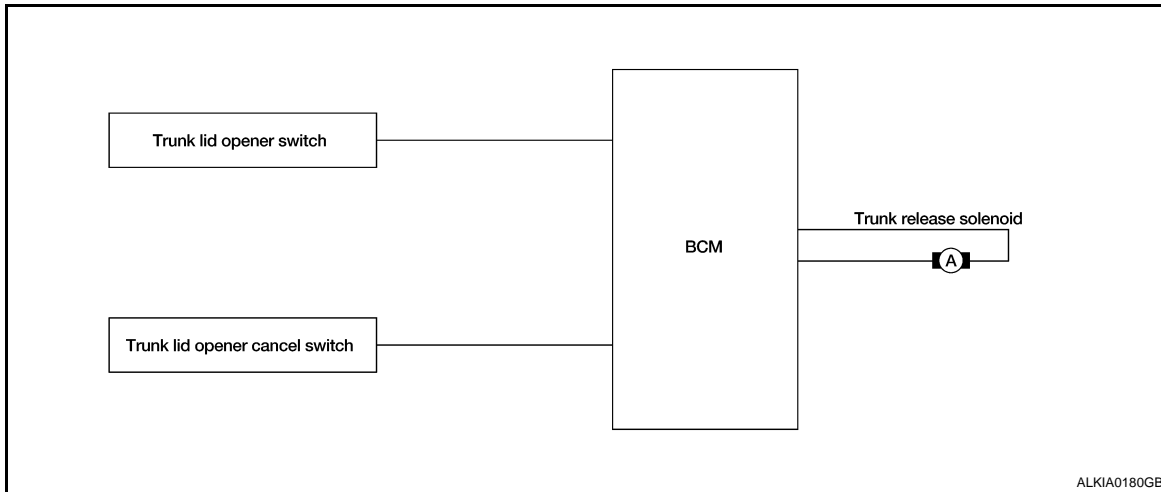 Trunk lid opener switch
Trunk release solenoid
BCM
A
Trunk lid opener cancel switch
ALKIA0180GB